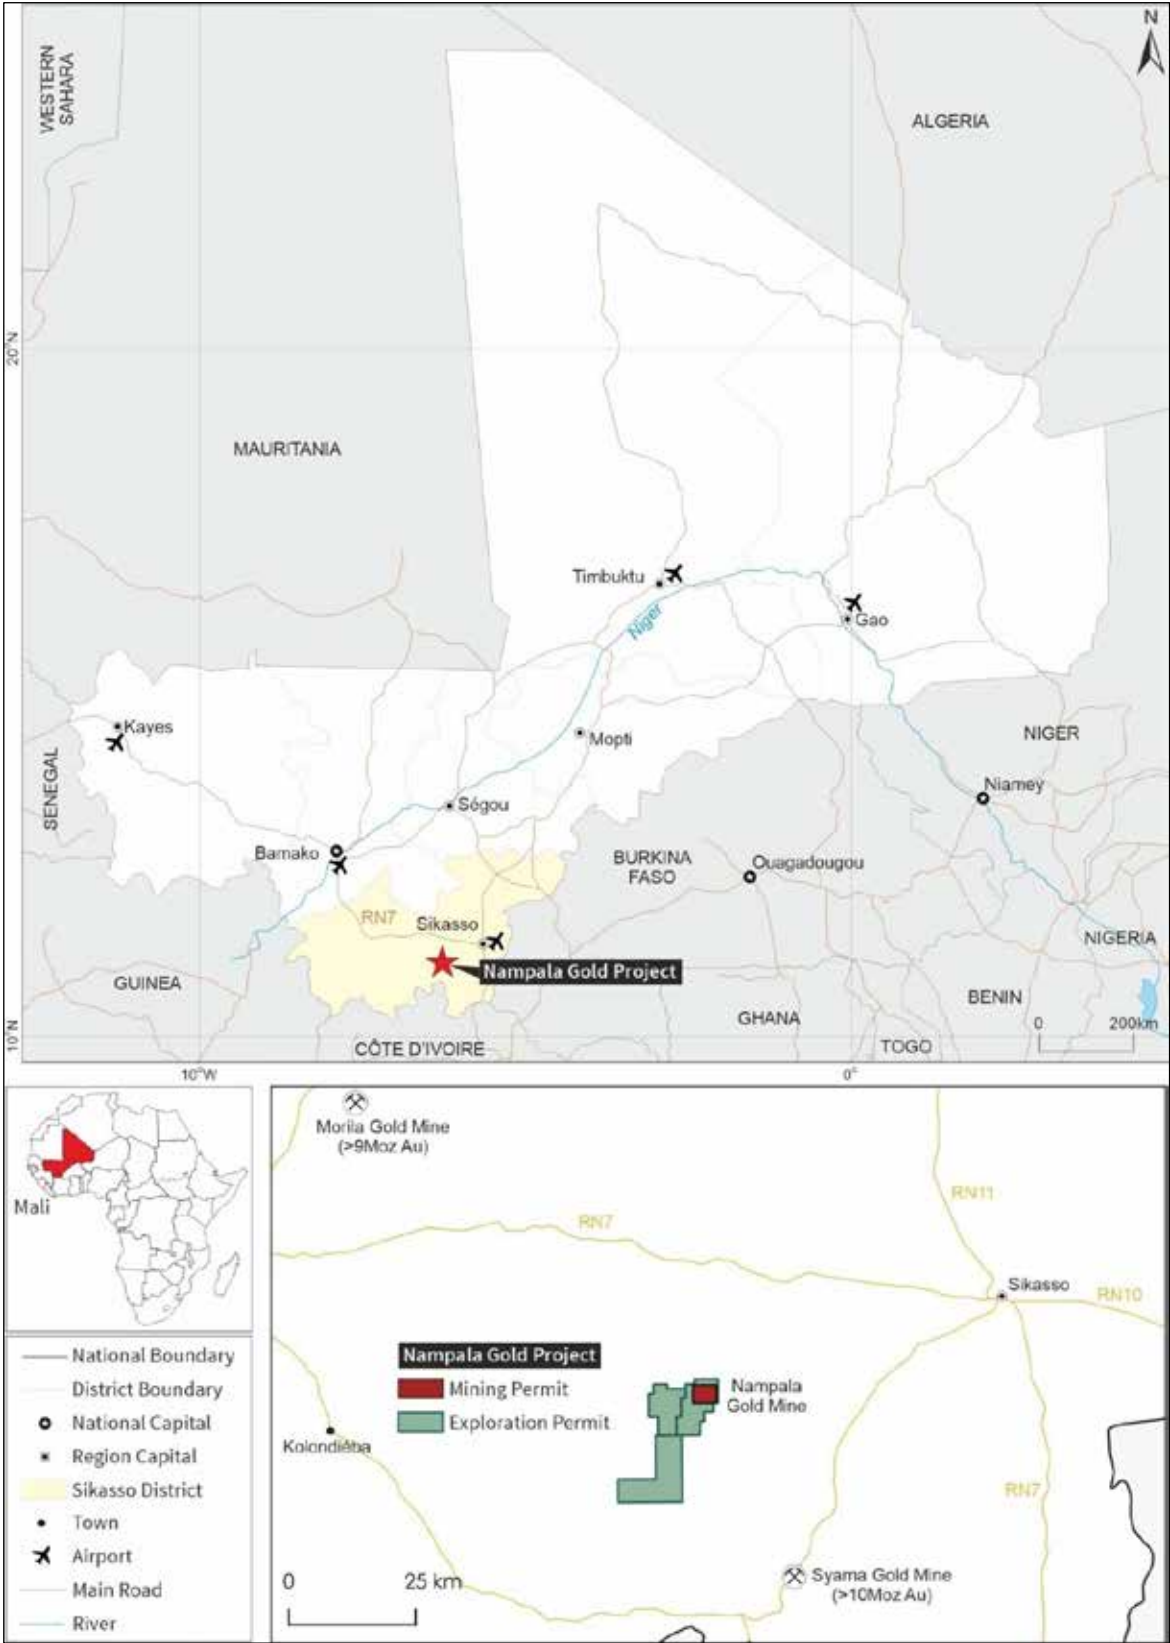 N
WESTERN
SAHARA
ALGERIA
20°N
MAURITANIA
Timbuktu
Niger
Gao
Kayes
Mopti
NIGER
SENEGAL
Niamey
Ségou
Bamako
BURKINA
FASO
Ouagadougou
RN7
Sikasso
NIGERIA
Nampala Gold Project
GUINEA
BENIN
GHANA
0
200km
10°N
CÔTE D'IVOIRE
TOGO
10°W
0°
Mali
Morila Gold Mine
(>9Moz Au)
RN11
RN7
Sikasso
RN10
Nampala Gold Project
Mining Permit
Exploration Permit
Nampala
Gold Mine
Kolondiéba
RN7
0
25 km
Syama Gold Mine
(>10Moz Au)
National Boundary
District Boundary
National Capital
Region Capital
Sikasso District
Town
Airport
Main Road
River